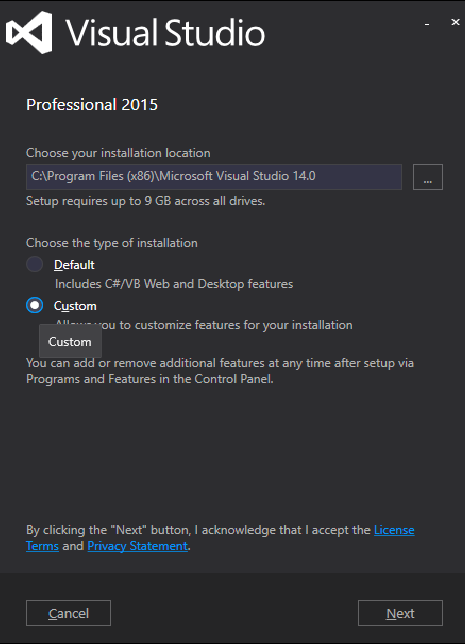 Visual Studio
Professional 2015
Choose your installation location
C:\Program Files (x86)\Microsoft Visual Studio 14.0
...
Setup requires up to 9 GB across all drives.
Choose the type of installation
Default
Includes C#/VB Web and Desktop features
Custom
you to customize features for your installation
Custom
You can add or remove additional features at any time after setup via
Programs and Features in the Control Panel.
By clicking the "Next" button, I acknowledge that I accept the License
Terms and Privacy Statement.
Cancel
Next